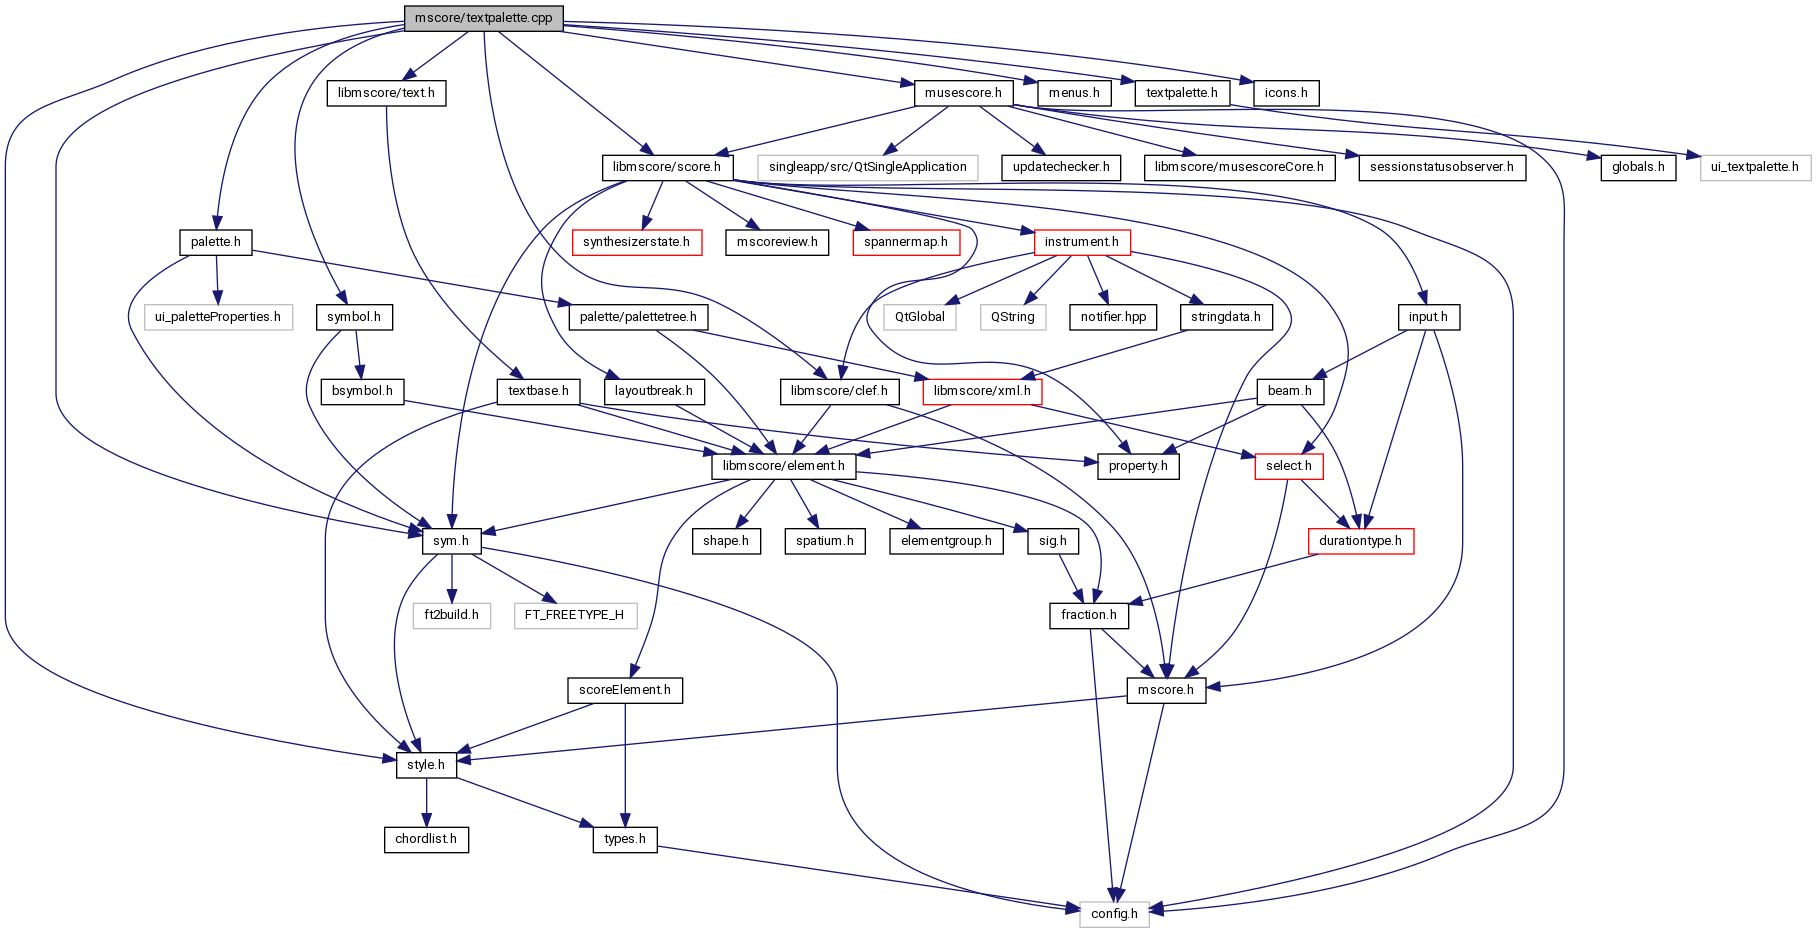 mscore/textpalette.cpp
libmscore/text.h
musescore.h
menus.h
textpalette.h
icons.h
libmscore/score.h
singleapp/src/QtSingleApplication
updatechecker.h
libmscore/musescoreCore.h
sessionstatusobserver.h
globals.h
ui_textpalette.h
palette.h
synthesizerstate.h
mscoreview.h
spannermap.h
instrument.h
ui_paletteProperties.h
symbol.h
palette/palettetree.h
QtGlobal
QString
notifier.hpp
stringdata.h
input.h
bsymbol.h
textbase.h
layoutbreak.h
libmscore/clef.h
libmscore/xml.h
beam.h
libmscore/element.h
property.h
select.h
sym.h
shape.h
spatium.h
elementgroup.h
sig.h
durationtype.h
ft2build.h
FT_FREETYPE_H
fraction.h
scoreElement.h
mscore.h
style.h
chordlist.h
types.h
config.h